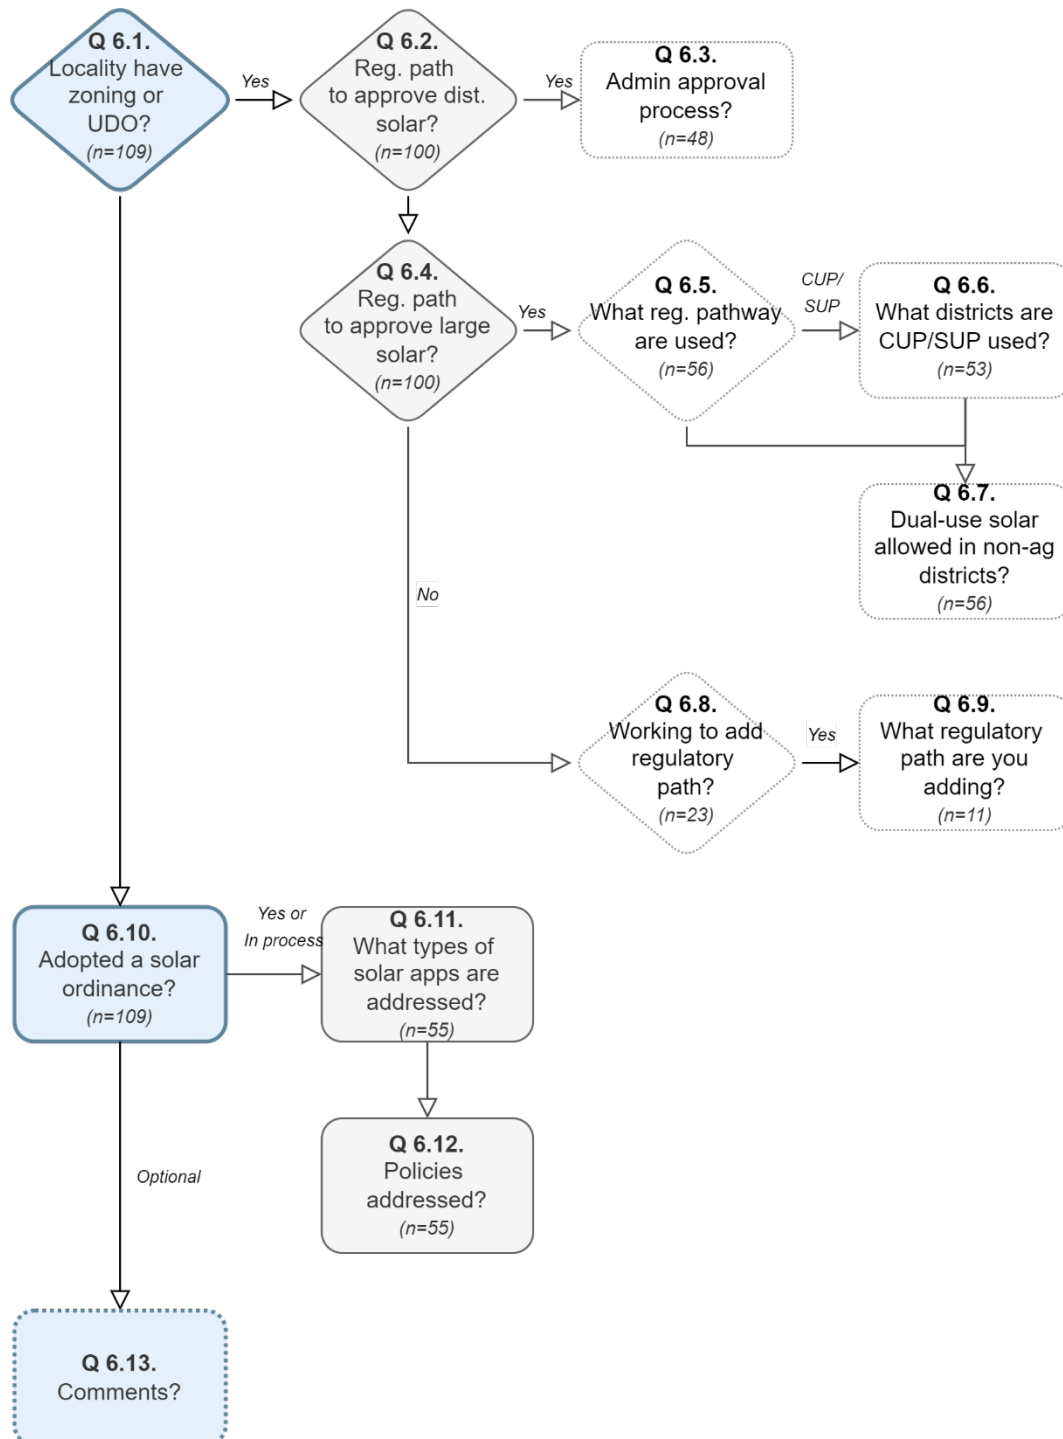 Q 6.1.
Locality have
zoning or
UDO?
(n=109)
Yes
Q 6.2.
Reg. path
to approve dist.
solar?
(n=100)
Yes
Q 6.3.
Admin approval
process?
(n=48)
Q 6.4.
Reg. path
to approve large
solar?
(n=100)
Yes
Q 6.5.
What reg. pathway
are used?
(n=56)
CUP/
SUP
Q 6.6.
What districts are
CUP/SUP used?
(n=53)
Q 6.7.
Dual-use solar
allowed in non-ag
districts?
(n=56)
No
Q 6.8.
Working to add
regulatory
path?
(n=23)
Yes
Q 6.9.
What regulatory
path are you
adding?
(n=11)
Q 6.10.
Adopted a solar
ordinance?
(n=109)
Yes or
In process
Q 6.11.
What types of
solar apps are
addressed?
(n=55)
Q 6.12.
Policies
addressed?
(n=55)
Optional
Q 6.13.
Comments?